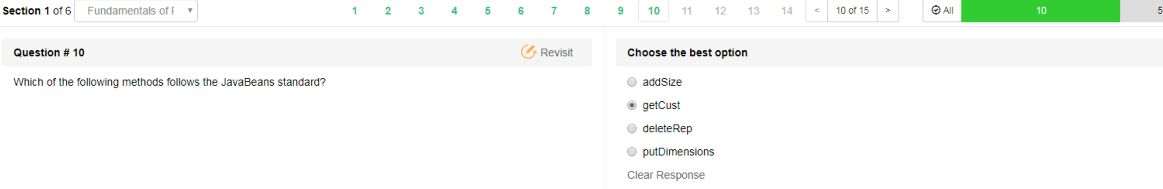 Section 1 of 6 Fundamentals of F 1 2 3 4 5 6 7 8 9 10 11 12 13 14 < 10 of 15 > All 10 5
Question # 10 Revisit
Which of the following methods follows the JavaBeans standard?
Choose the best option
addSize
getCust
deleteRep
putDimensions
Clear Response